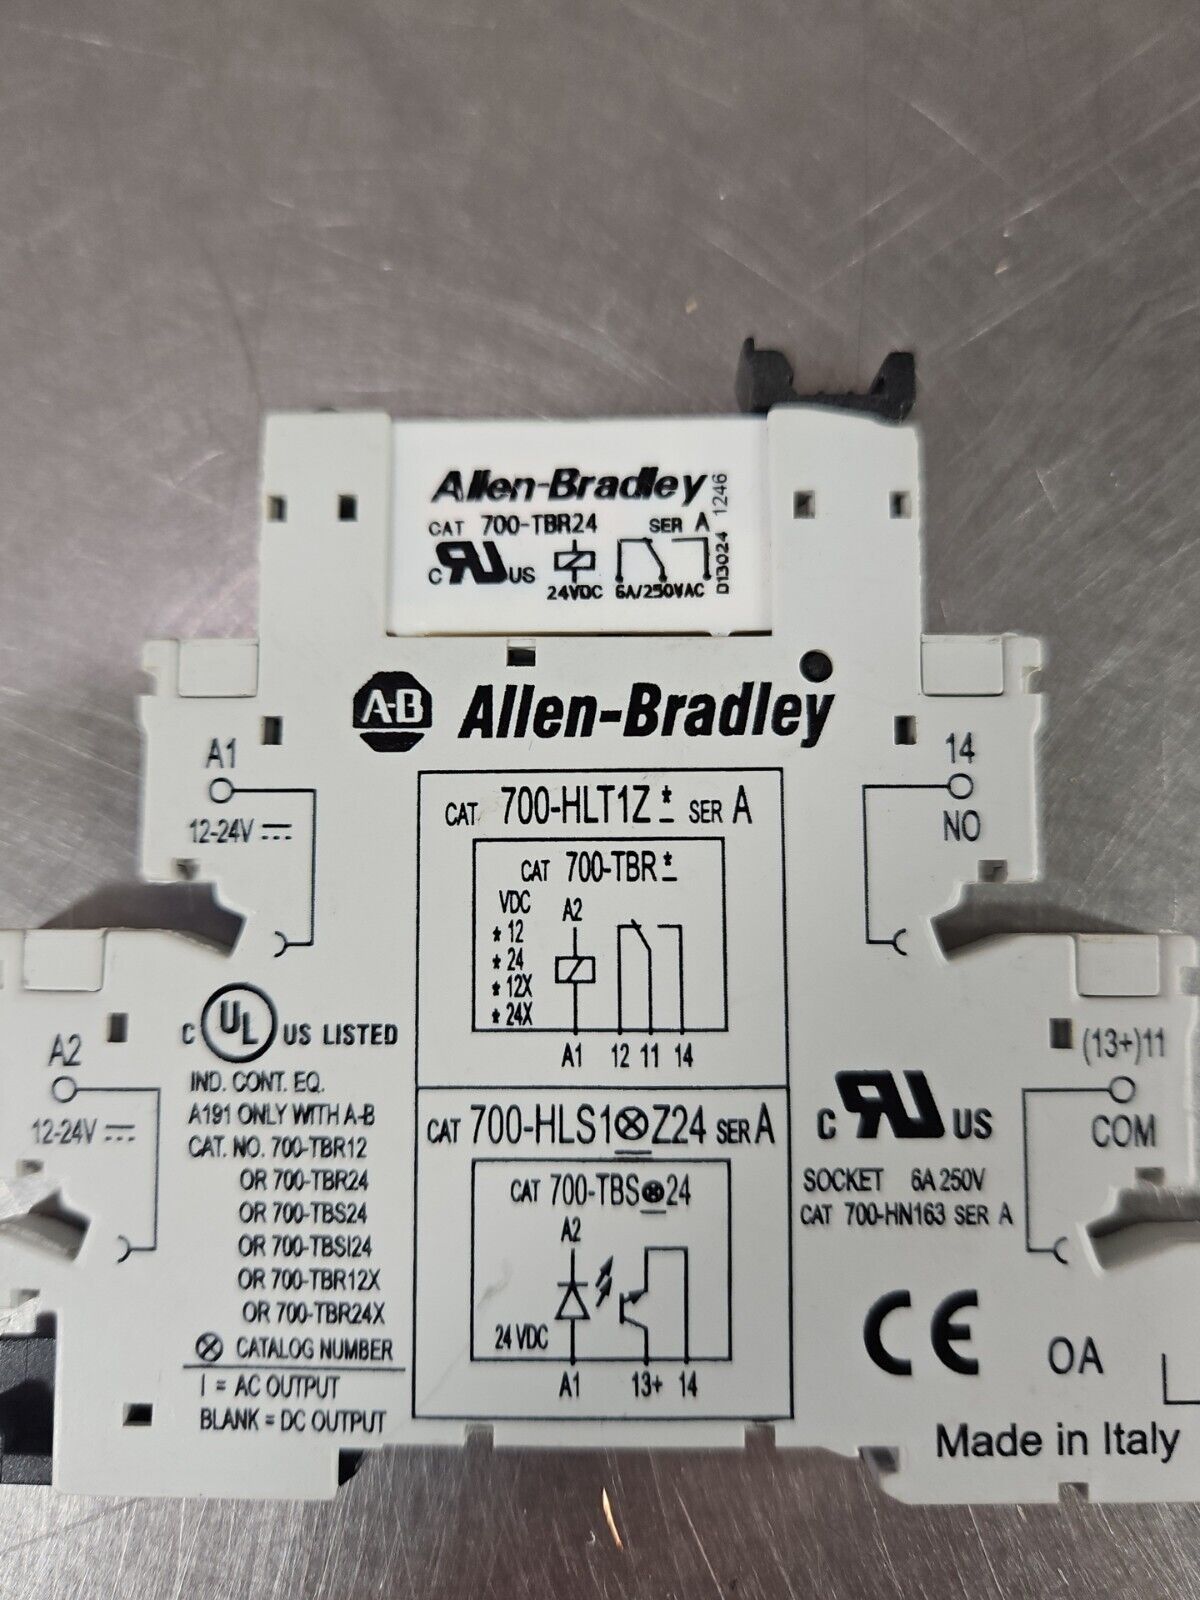 Allen-Bradley
CAT 700-TBR24 SER A
C RU US
24VDC 6A/250VAC
D13024 1246
A-B Allen-Bradley
A1
12-24V
14
NO
CAT 700-HLT1Z* SER A
CAT 700-TBR*
VDC
* 12
* 24
* 12X
* 24X
A2
A1 12 11 14
A2
12-24V
C UL US LISTED
IND. CONT. EQ.
A191 ONLY WITH A-B
CAT. NO. 700-TBR12
OR 700-TBR24
OR 700-TBS24
OR 700-TBSI24
OR 700-TBR12X
OR 700-TBR24X
⊗ CATALOG NUMBER
I = AC OUTPUT
BLANK = DC OUTPUT
CAT 700-HLS1⊗Z24 SER A
CAT 700-TBS⊗24
A2
24 VDC
A1 13+ 14
(13+)11
COM
C RU US
SOCKET 6A 250V
CAT 700-HN163 SER A
CE OA
Made in Italy